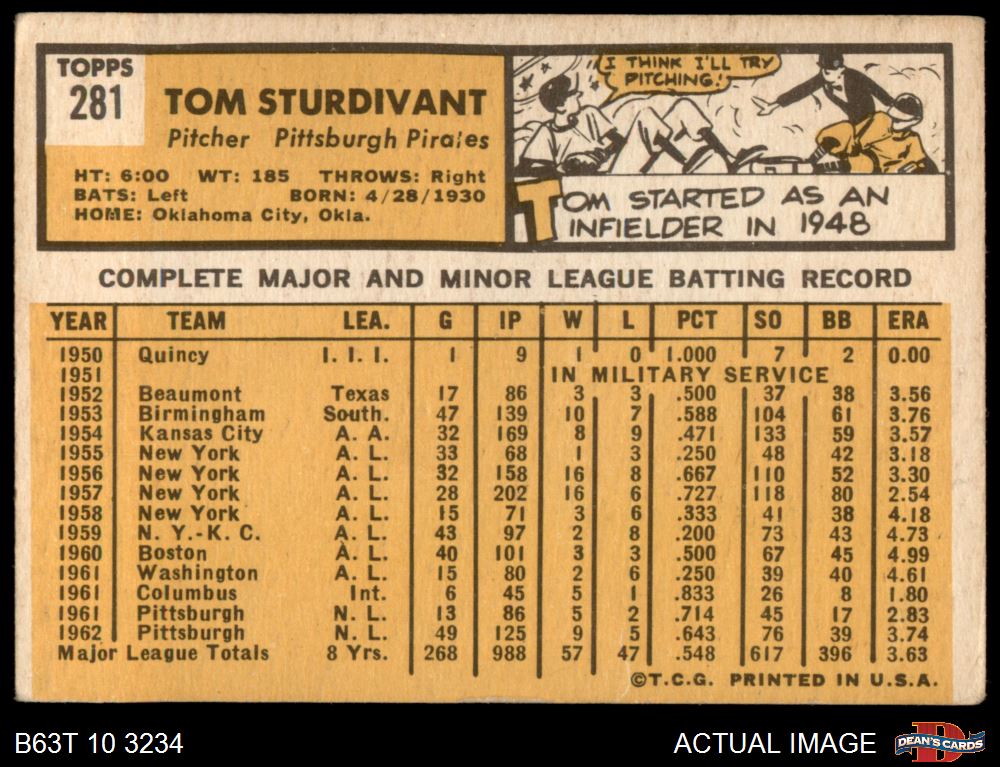 TOPPS
281
TOM STURDIVANT
Pitcher Pittsburgh Pirates
HT: 6:00 WT: 185 THROWS: Right
BATS: Left BORN: 4/28/1930
HOME: Oklahoma City, Okla.
I THINK I'LL TRY
PITCHING!
TOM STARTED AS AN
INFIELDER IN 1948
COMPLETE MAJOR AND MINOR LEAGUE BATTING RECORD
YEAR TEAM LEA. G IP W L PCT SO BB ERA
1950 Quincy I. I. I. 1 9 1 0 1.000 7 2 0.00
1951 IN MILITARY SERVICE
1952 Beaumont Texas 17 86 3 3 .500 37 38 3.56
1953 Birmingham South. 47 139 10 7 .588 104 61 3.76
1954 Kansas City A. A. 32 169 8 9 .471 133 59 3.57
1955 New York A. L. 33 68 1 3 .250 48 42 3.18
1956 New York A. L. 32 158 16 8 .667 110 52 3.30
1957 New York A. L. 28 202 16 6 .727 118 80 2.54
1958 New York A. L. 15 71 3 6 .333 41 38 4.18
1959 N. Y.-K. C. A. L. 43 97 2 8 .200 73 43 4.73
1960 Boston A. L. 40 101 3 3 .500 67 45 4.99
1961 Washington A. L. 15 80 2 6 .250 39 40 4.61
1961 Columbus Int. 6 45 5 1 .833 26 8 1.80
1961 Pittsburgh N. L. 13 86 5 2 .714 45 17 2.83
1962 Pittsburgh N. L. 49 125 9 5 .643 76 39 3.74
Major League Totals 8 Yrs. 268 988 57 47 .548 617 396 3.63
©T.C.G. PRINTED IN U.S.A.
B63T 10 3234
ACTUAL IMAGE
DEAN'S CARDS